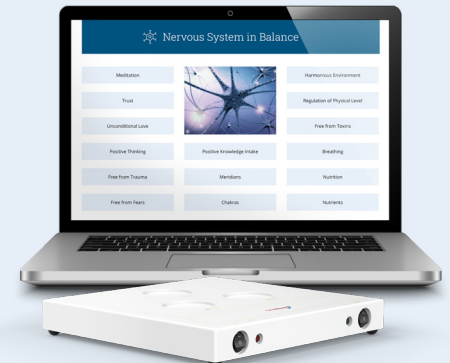 Nervous System in Balance
Meditation
Harmonious Environment
Trust
Regulation of Physical Level
Unconditional Love
Free from Toxins
Positive Thinking
Positive Knowledge Intake
Breathing
Free from Trauma
Meridians
Nutrition
Free from Fears
Chakras
Nutrients